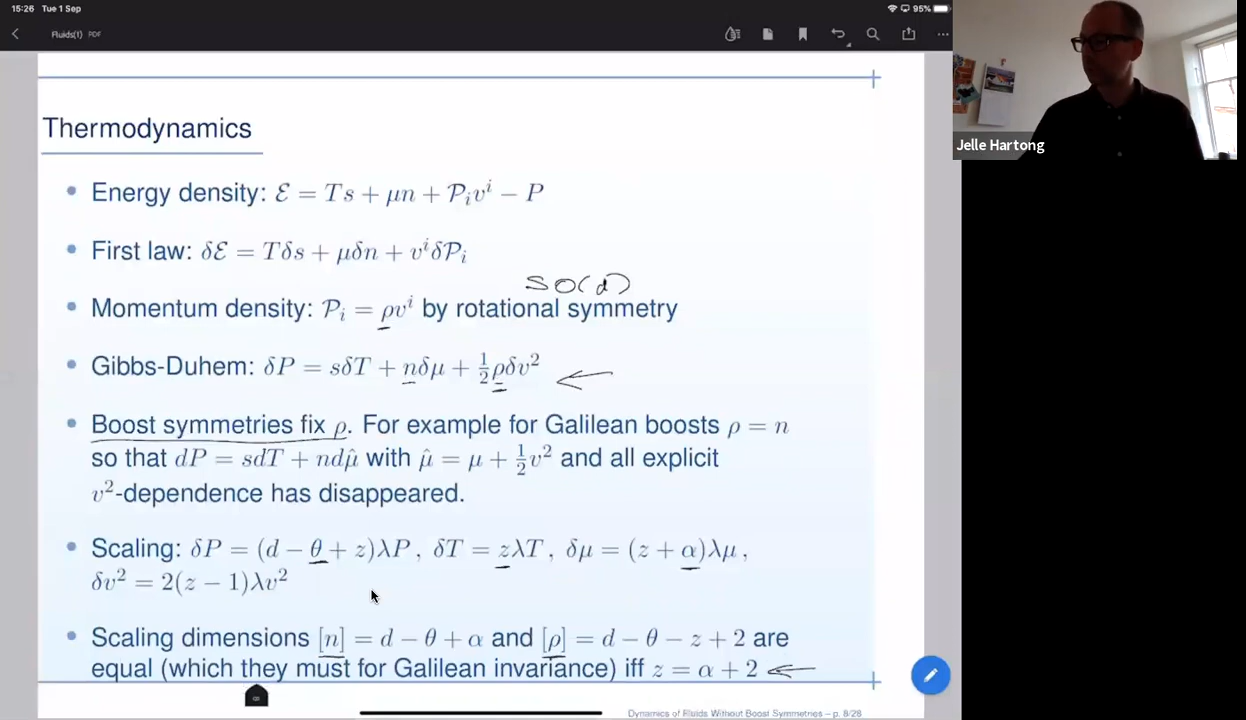 15:26 Tue 1 Sep
95%
Fluids(1) PDF
Jelle Hartong
Thermodynamics
Energy density: ℰ = Ts + μn + 𝒫ᵢvⁱ − P
First law: δℰ = Tδs + μδn + vⁱδ𝒫ᵢ
SO(d)
Momentum density: 𝒫ᵢ = ρvⁱ by rotational symmetry
Gibbs-Duhem: δP = sδT + nδμ + ½ρδv²
Boost symmetries fix ρ. For example for Galilean boosts ρ = n
so that dP = sdT + ndμ̂ with μ̂ = μ + ½v² and all explicit
v²-dependence has disappeared.
Scaling: δP = (d − θ + z)λP, δT = zλT, δμ = (z + α)λμ,
δv² = 2(z − 1)λv²
Scaling dimensions [n] = d − θ + α and [ρ] = d − θ − z + 2 are
equal (which they must for Galilean invariance) iff z = α + 2
Dynamics of Fluids Without Boost Symmetries – p. 8/28